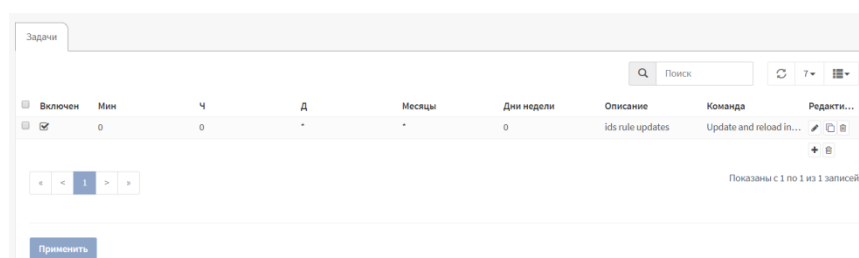 Задачи
Поиск 7
Включен Мин Ч Д Месяцы Дни недели Описание Команда Редакти...
0 0 * * 0 ids rule updates Update and reload in...
« < 1 > » Показаны с 1 по 1 из 1 записей
Применить